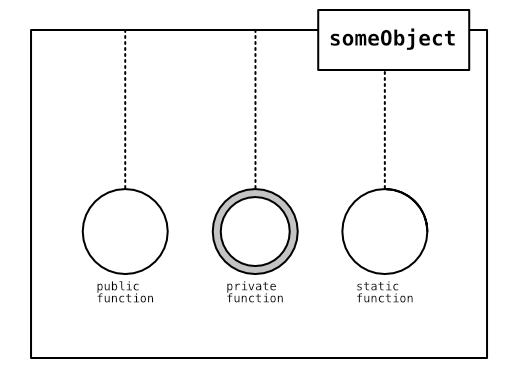 someObject
public
function
private
function
static
function